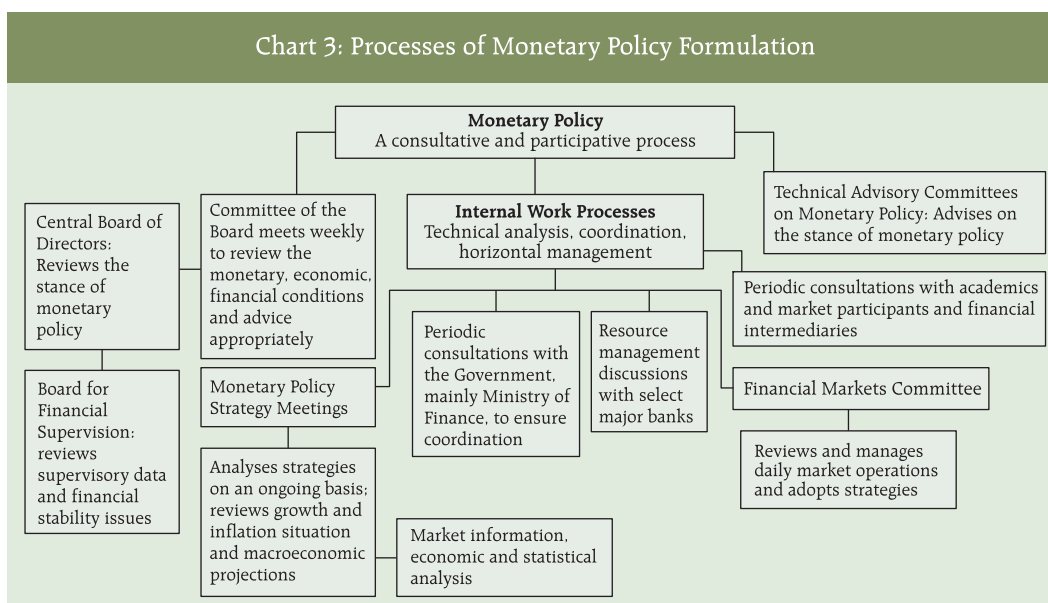 Chart 3: Processes of Monetary Policy Formulation
Monetary Policy
A consultative and participative process
Central Board of
Directors:
Reviews the
stance of
monetary
policy
Committee of the
Board meets weekly
to review the
monetary, economic,
financial conditions
and advice
appropriately
Internal Work Processes
Technical analysis, coordination,
horizontal management
Technical Advisory Committees
on Monetary Policy: Advises on
the stance of monetary policy
Periodic consultations with academics
and market participants and financial
intermediaries
Board for
Financial
Supervision:
reviews
supervisory data
and financial
stability issues
Monetary Policy
Strategy Meetings
Periodic
consultations with
the Government,
mainly Ministry of
Finance, to ensure
coordination
Resource
management
discussions
with select
major banks
Financial Markets Committee
Reviews and manages
daily market operations
and adopts strategies
Analyses strategies
on an ongoing basis;
reviews growth and
inflation situation
and macroeconomic
projections
Market information,
economic and statistical
analysis